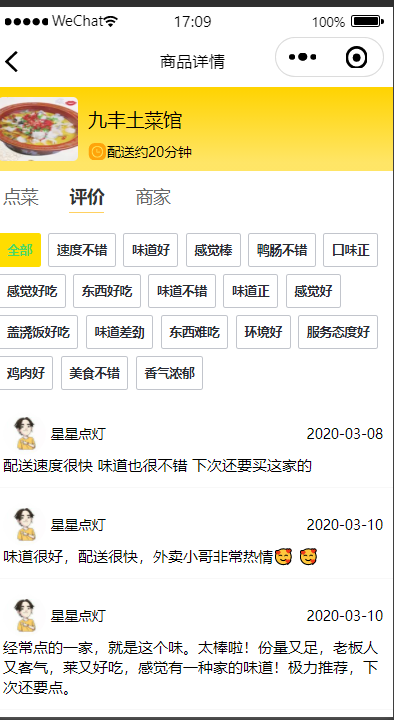 WeChat 17:09 100%
商品详情
九丰土菜馆
配送约20分钟
点菜 评价 商家
全部 速度不错 味道好 感觉棒 鸭肠不错 口味正
感觉好吃 东西好吃 味道不错 味道正 感觉好
盖浇饭好吃 味道差劲 东西难吃 环境好 服务态度好
鸡肉好 美食不错 香气浓郁
星星点灯 2020-03-08
配送速度很快 味道也很不错 下次还要买这家的
星星点灯 2020-03-10
味道很好，配送很快，外卖小哥非常热情🥰 🥰
星星点灯 2020-03-10
经常点的一家，就是这个味。太棒啦！份量又足，老板人
又客气，莱又好吃，感觉有一种家的味道！极力推荐，下
次还要点。